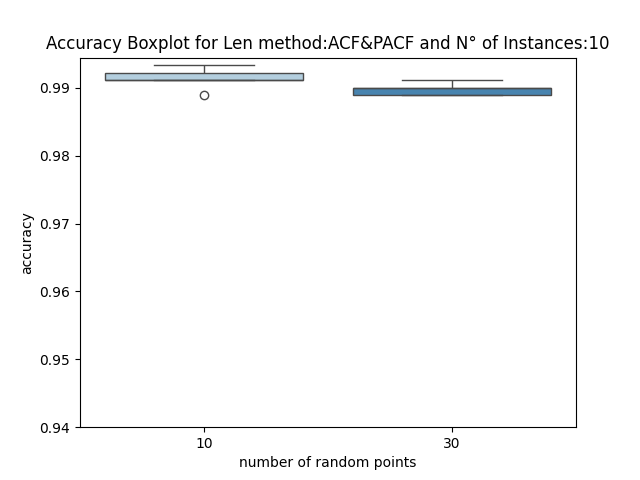 Accuracy Boxplot for Len method:ACF&PACF and N° of Instances:10
0.99
0.98
0.97
0.96
0.95
0.94
accuracy
10 30
number of random points